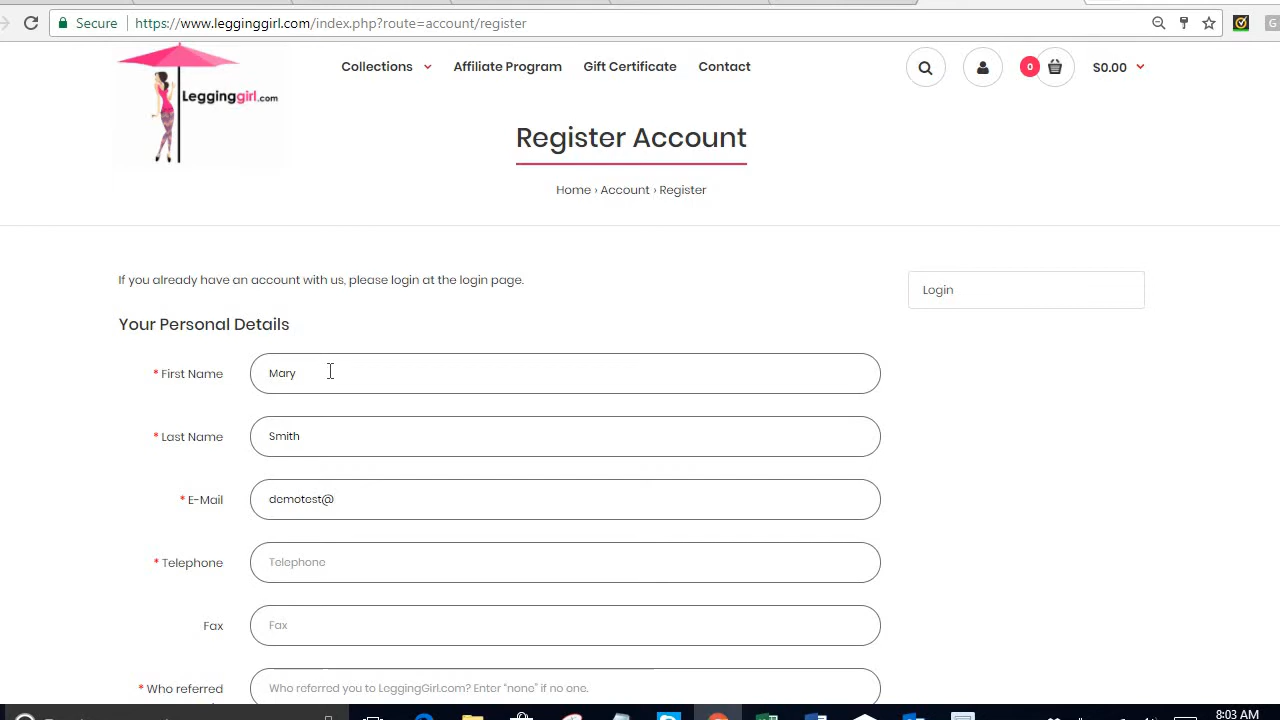 Secure
https://www.legginggirl.com/index.php?route=account/register
Legginggirl.com
Collections
Affiliate Program
Gift Certificate
Contact
0
$0.00
Register Account
Home › Account › Register
If you already have an account with us, please login at the login page.
Login
Your Personal Details
* First Name
Mary
* Last Name
Smith
* E-Mail
demotest@
* Telephone
Telephone
Fax
Fax
* Who referred
Who referred you to LeggingGirl.com? Enter "none" if no one.
8:03 AM